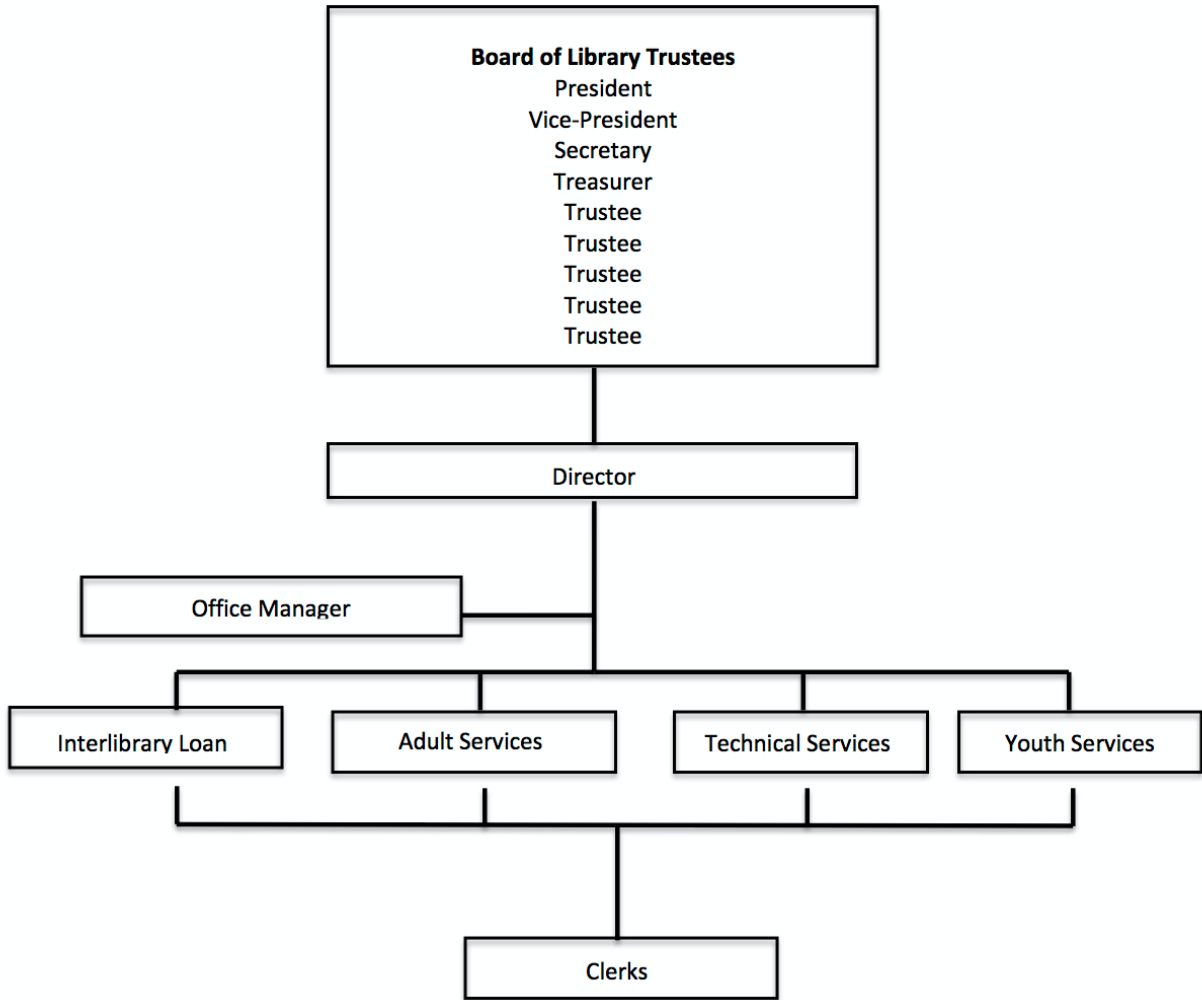 Board of Library Trustees
President
Vice-President
Secretary
Treasurer
Trustee
Trustee
Trustee
Trustee
Trustee
Director
Office Manager
Interlibrary Loan
Adult Services
Technical Services
Youth Services
Clerks